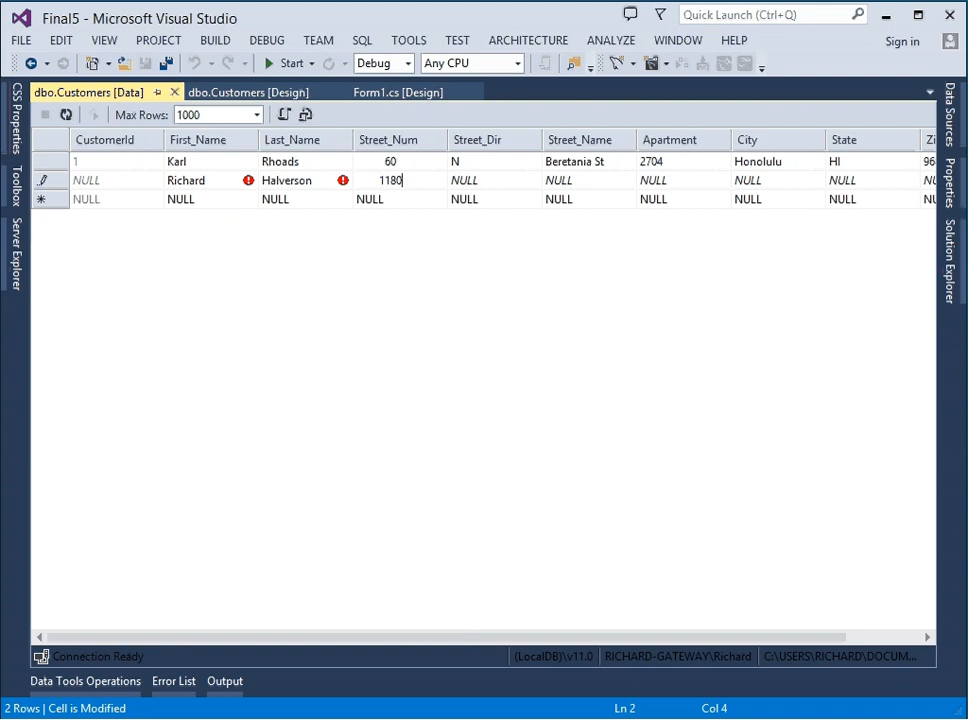 Final5 - Microsoft Visual Studio
Quick Launch (Ctrl+Q)
FILE EDIT VIEW PROJECT BUILD DEBUG TEAM SQL TOOLS TEST ARCHITECTURE ANALYZE WINDOW HELP Sign in
Start Debug Any CPU
dbo.Customers [Data] dbo.Customers [Design] Form1.cs [Design]
Max Rows: 1000
CustomerId First_Name Last_Name Street_Num Street_Dir Street_Name Apartment City State Zi
1 Karl Rhoads 60 N Beretania St 2704 Honolulu HI 96
NULL Richard Halverson 1180 NULL NULL NULL NULL NULL NU
NULL NULL NULL NULL NULL NULL NULL NULL NULL NU
CSS Properties
Toolbox
Server Explorer
Data Sources
Properties
Solution Explorer
Connection Ready (LocalDB)\v11.0 RICHARD-GATEWAY\Richard C:\USERS\RICHARD\DOCUM...
Data Tools Operations Error List Output
2 Rows | Cell is Modified Ln 2 Col 4